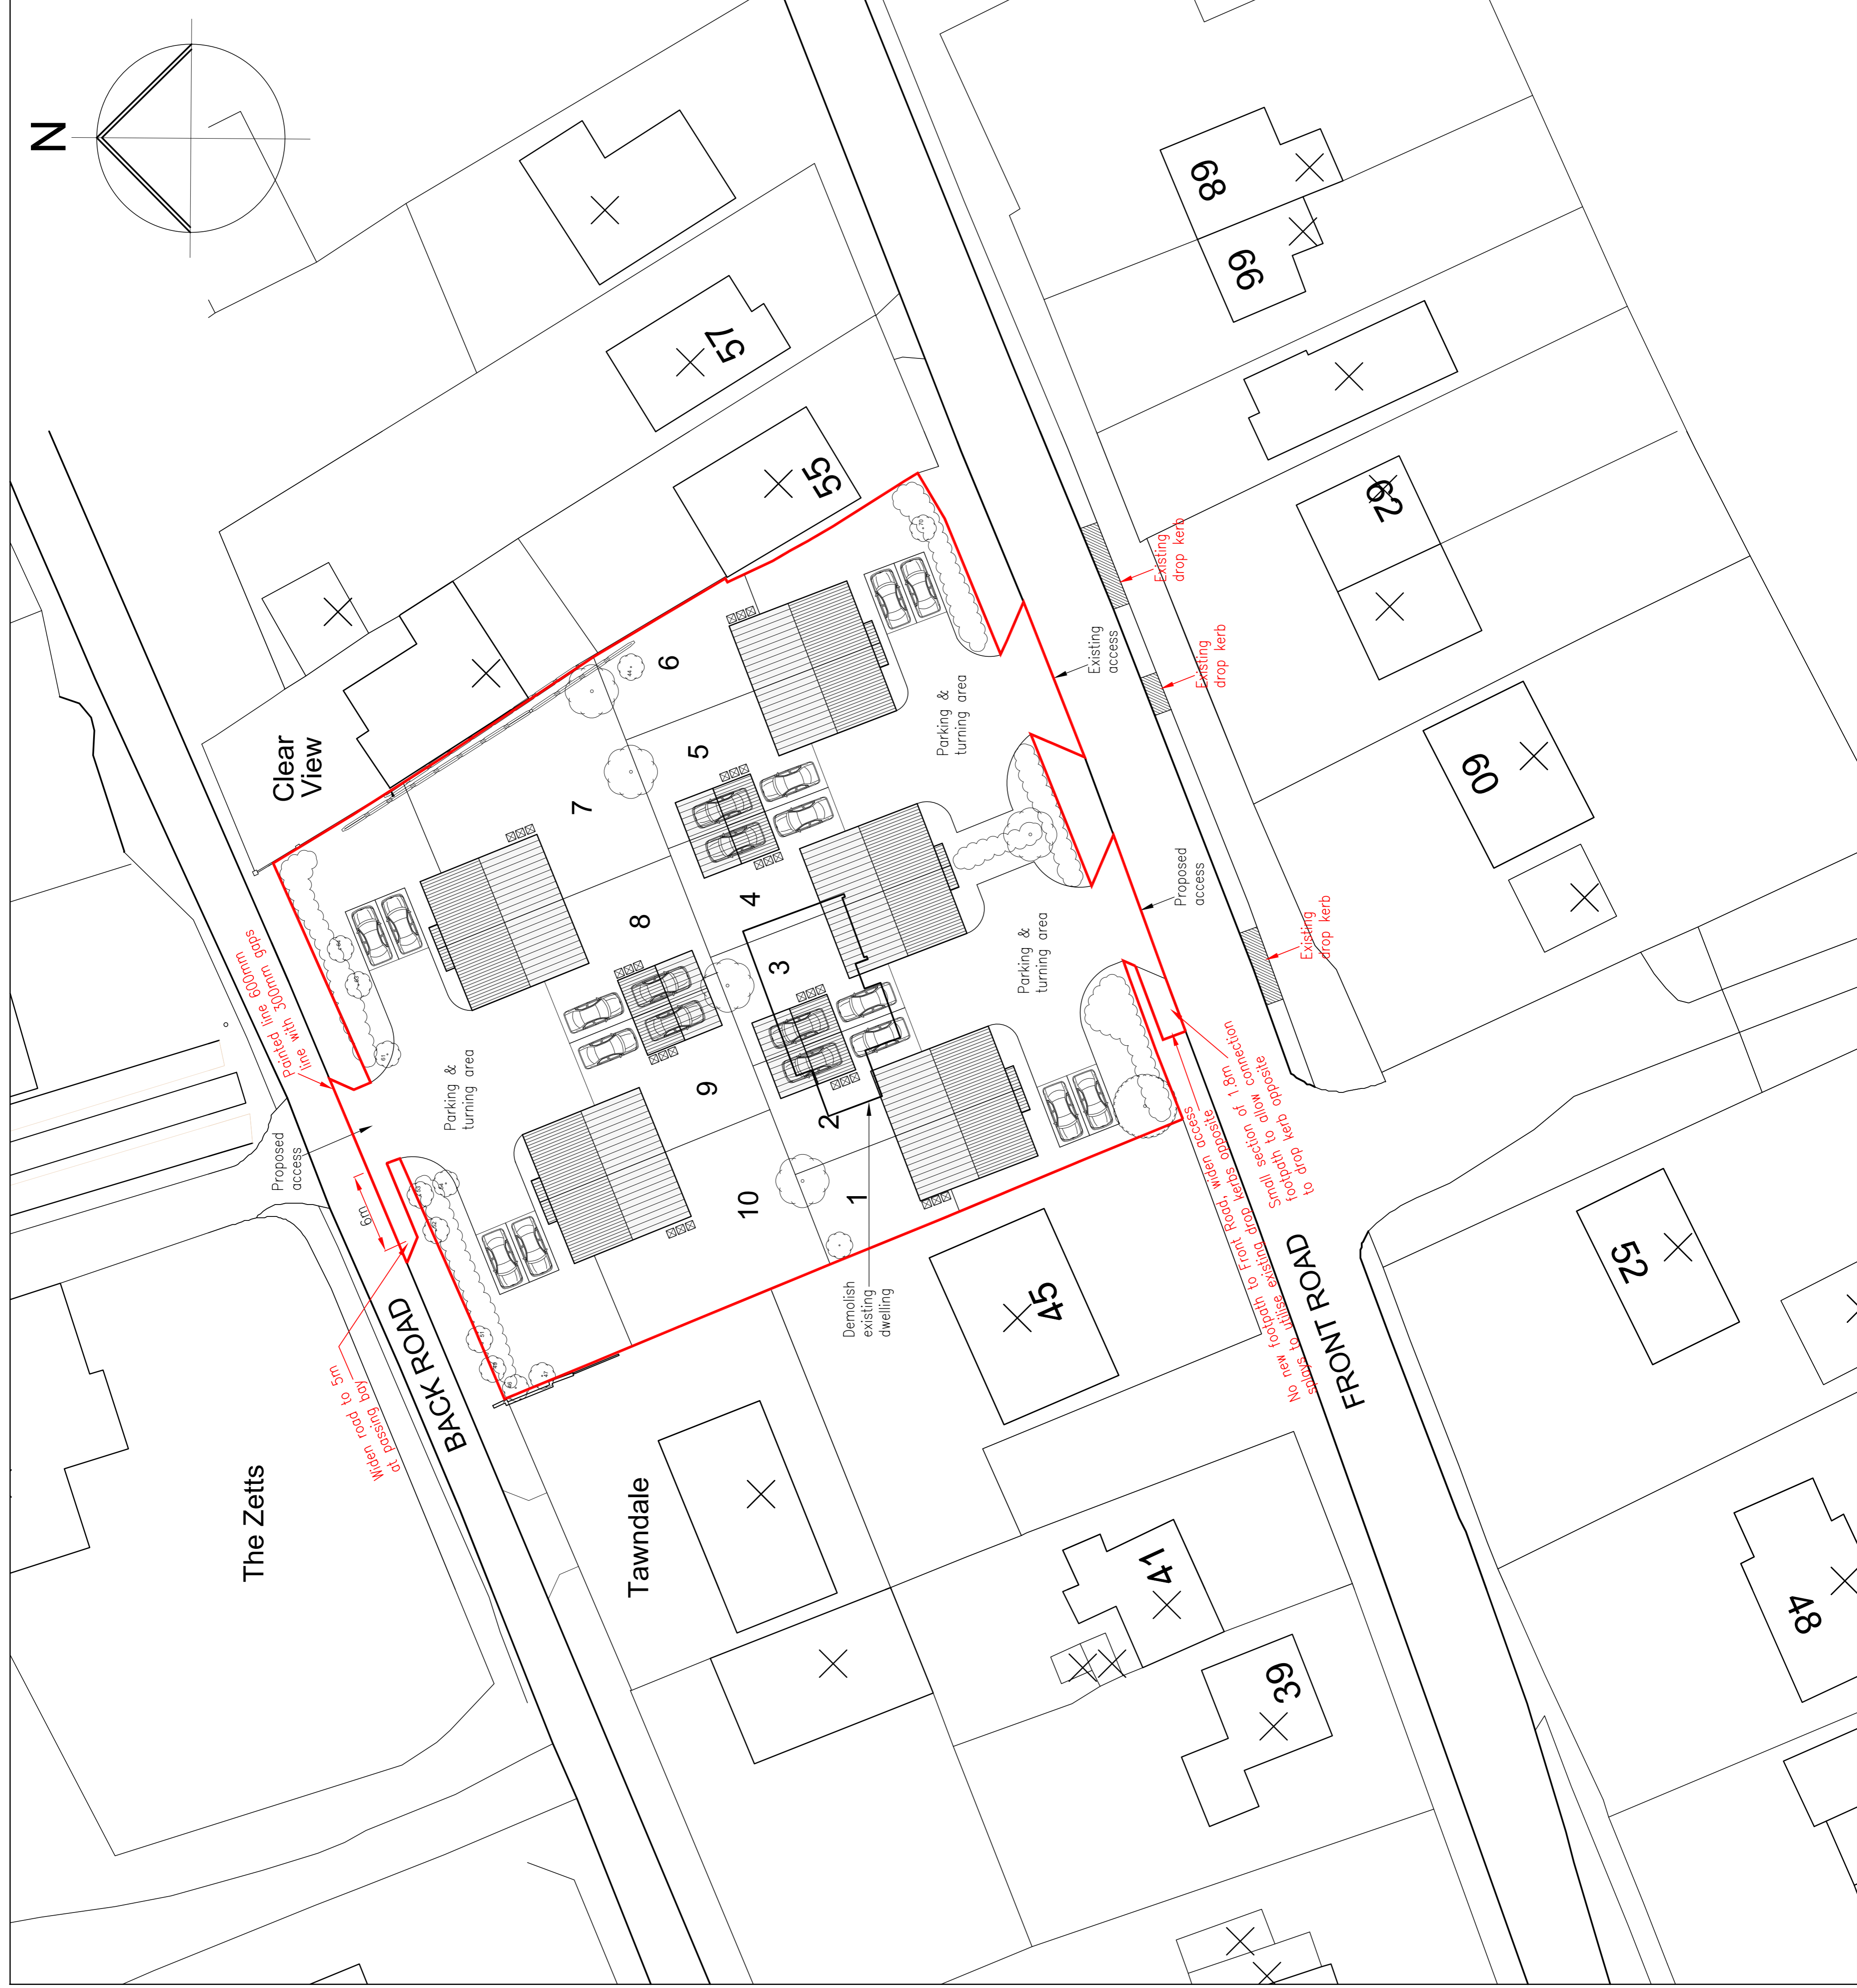 N
Clear
View
57
55
68
66
62
60
52
48
45
41
39
The Zetts
Tawndale
BACK ROAD
FRONT ROAD
1
2
3
4
5
6
7
8
9
10
Painted line 600mm
line with 300mm gaps
Proposed
access
6m
Widen road to 5m
at passing bay
Parking &
turning area
Parking &
turning area
Parking &
turning area
Demolish
existing
dwelling
Existing
access
Proposed
access
Existing
drop kerb
Existing
drop kerb
Existing
drop kerb
No new footpath to Front Road, widen access
splays to utilise existing drop kerbs opposite
Small section of 1.8m
footpath to allow connection
to drop kerb opposite